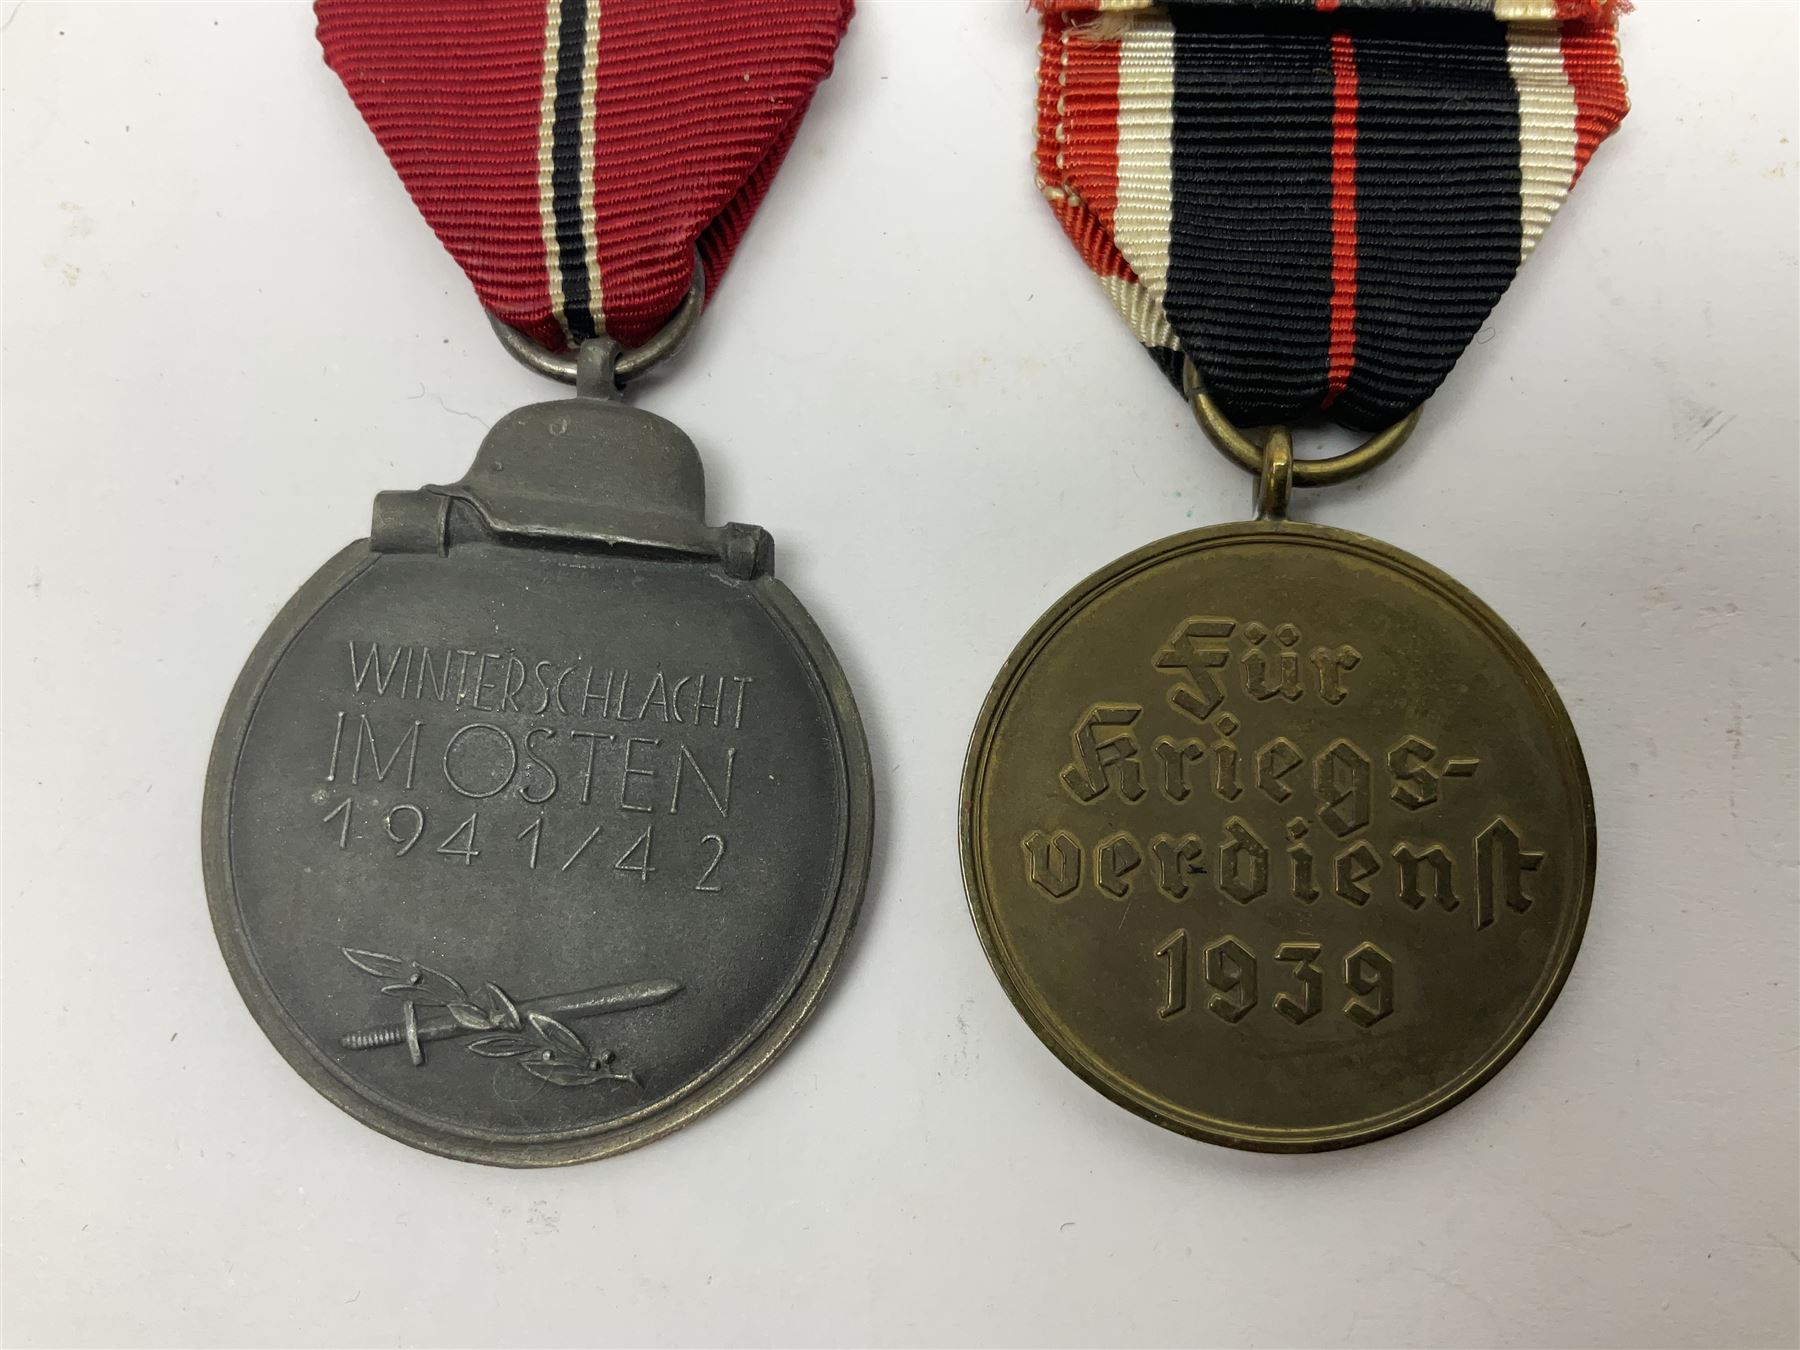 WINTERSCHLACHT
IM OSTEN
1941/42
Für
Kriegs-
verdienst
1939